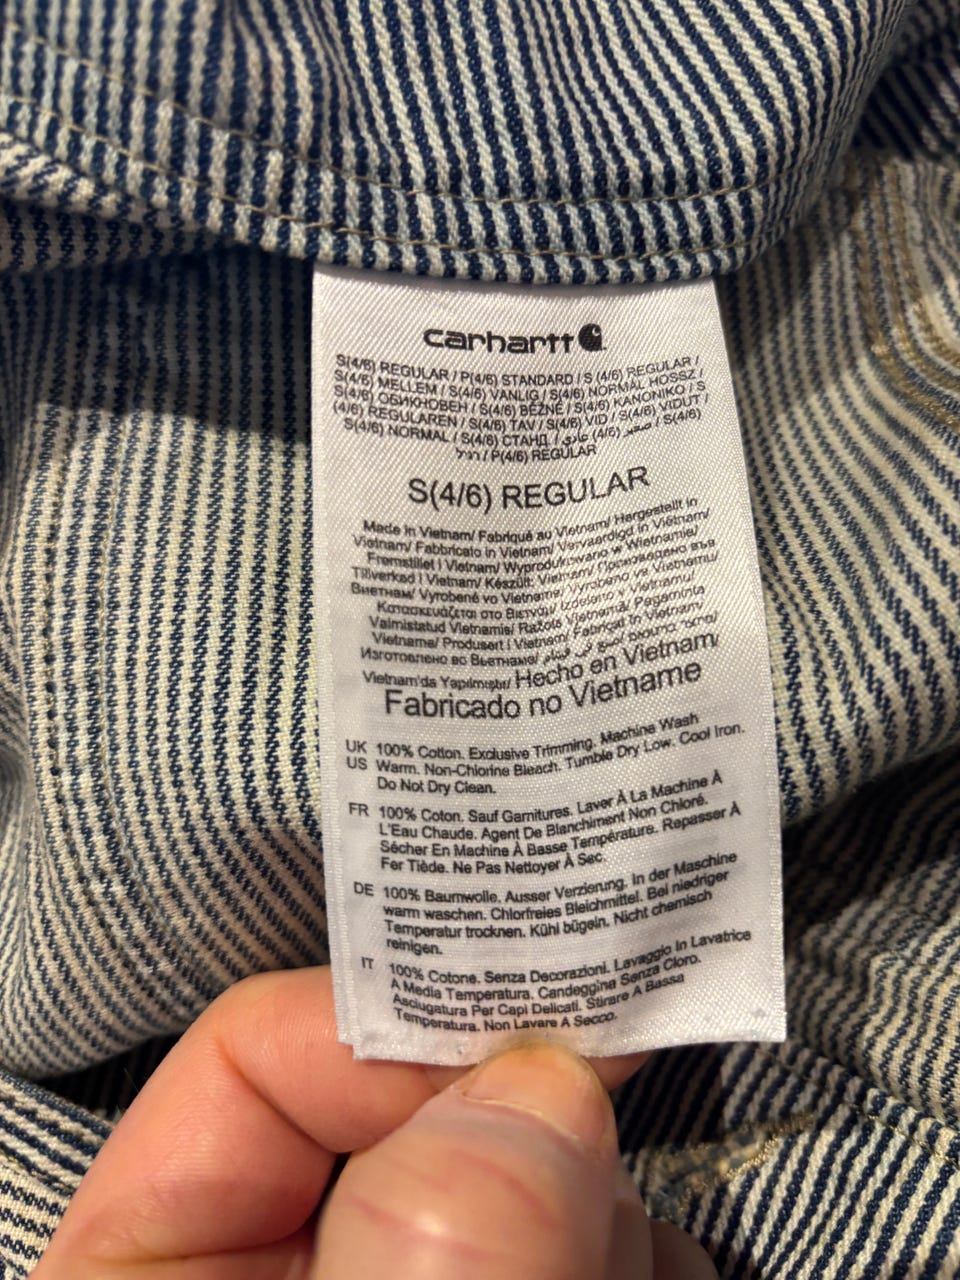 carhartt
S(4/6) REGULAR / P(4/6) STANDARD / S (4/6) REGULAR /
S(4/6) MELLEM / S(4/6) VANLIG / S(4/6) NORMÁL HOSSZ /
S(4/6) ОБИКНОВЕН / S(4/6) BĚŽNÉ / S(4/6) KANONIKO / S
(4/6) REGULAREN / S(4/6) TAV / S(4/6) VID / S(4/6) VIDUT /
S(4/6) NORMAL / S(4/6) СТАНД. / صغير (4/6) عادي / S(4/6)
רגיל / P(4/6) REGULAR
S(4/6) REGULAR
Made in Vietnam/ Fabriqué au Vietnam/ Hergestellt in
Vietnam/ Fabbricato in Vietnam/ Vervaardigd in Viëtnam/
Fremstillet i Vietnam/ Wyprodukowano w Wietnamie/
Tillverkad i Vietnam/ Készült: Vietnam/ Произведено във
Виетнам/ Vyrobené vo Vietname/ Vyrobeno ve Vietnamu/
Κατασκευάζεται στο Βιετνάμ/ Izdelano v Vietnamu/
Valmistatud Vietnamis/ Ražots Vietnamā/ Pagaminta
Vietname/ Produsert i Vietnam/ Fabricat în Vietnam/
Изготовлено во Вьетнаме/ صنع في فيتنام/
Vietnam'da Yapılmıştır/ Hecho en Vietnam/
Fabricado no Vietname
UK 100% Cotton. Exclusive Trimming. Machine Wash
US Warm. Non-Chlorine Bleach. Tumble Dry Low. Cool Iron.
Do Not Dry Clean.
FR 100% Coton. Sauf Garnitures. Laver À La Machine À
L'Eau Chaude. Agent De Blanchiment Non Chloré.
Sécher En Machine À Basse Température. Repasser À
Fer Tiède. Ne Pas Nettoyer À Sec.
DE 100% Baumwolle. Ausser Verzierung. In der Maschine
warm waschen. Chlorfreies Bleichmittel. Bei niedriger
Temperatur trocknen. Kühl bügeln. Nicht chemisch
reinigen.
IT 100% Cotone. Senza Decorazioni. Lavaggio In Lavatrice
A Media Temperatura. Candeggina Senza Cloro.
Asciugatura Per Capi Delicati. Stirare A Bassa
Temperatura. Non Lavare A Secco.